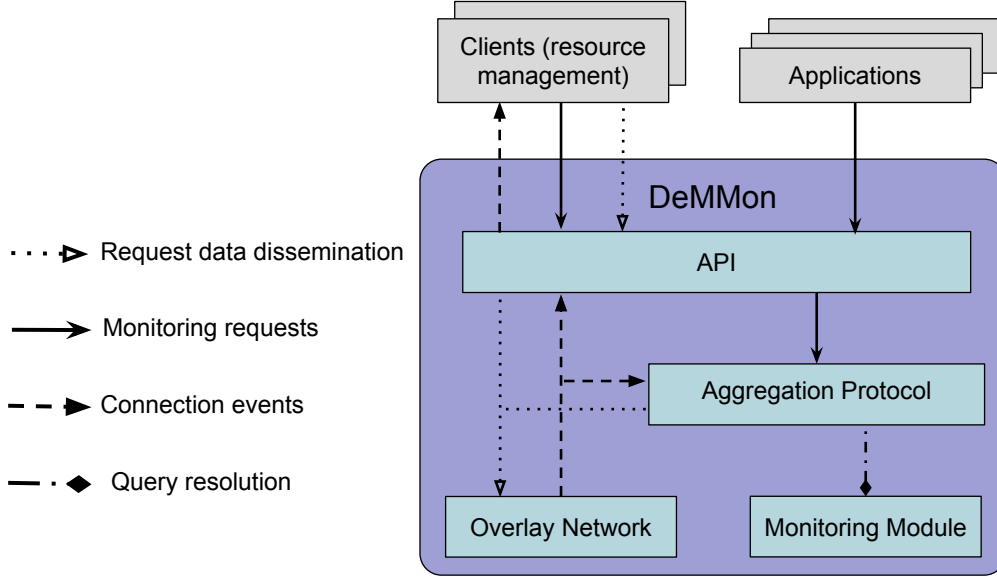 Clients (resource
management)
Applications
DeMMon
Request data dissemination
API
Monitoring requests
Aggregation Protocol
Connection events
Query resolution
Overlay Network
Monitoring Module